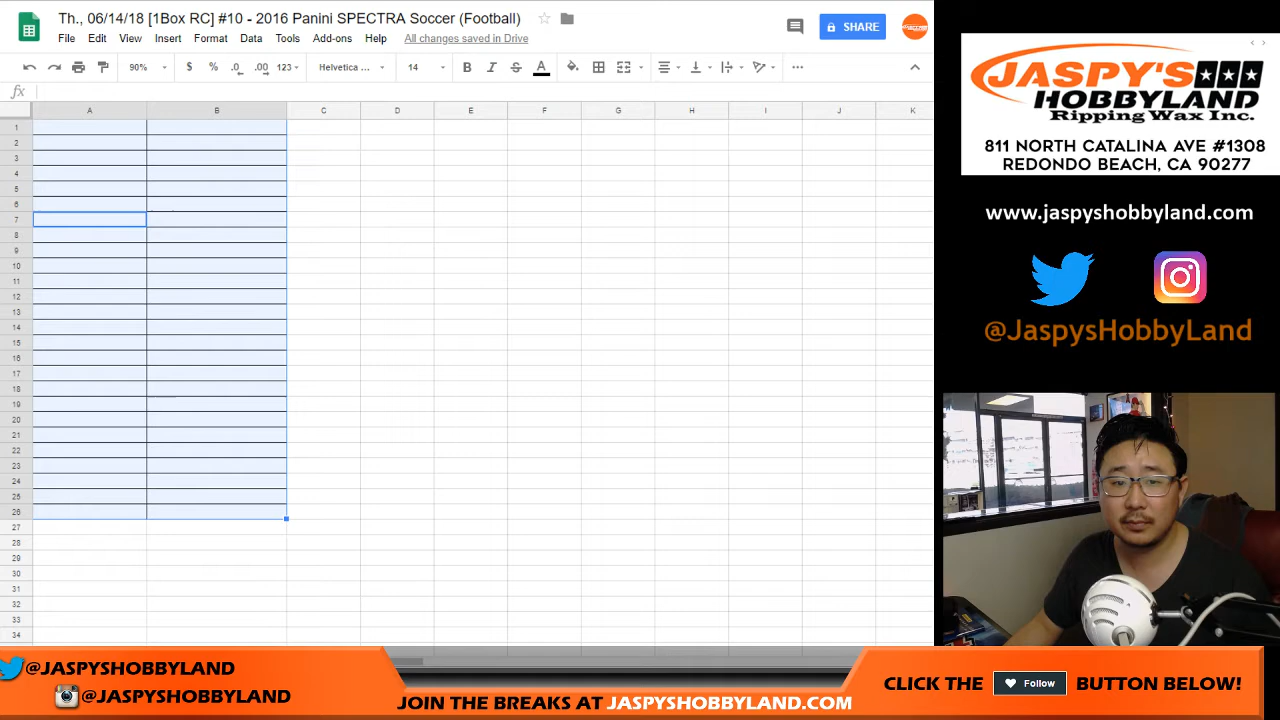 Th., 06/14/18 [1Box RC] #10 - 2016 Panini SPECTRA Soccer (Football)
File Edit View Insert Format Data Tools Add-ons Help All changes saved in Drive
SHARE
90% $ % .0 .00 123 Helvetica ... 14 B I S A
fx
A B C D E F G H I J K
1
2
3
4
5
6
7
8
9
10
11
12
13
14
15
16
17
18
19
20
21
22
23
24
25
26
27
28
29
30
31
32
33
34
JASPY'S
HOBBYLAND
Ripping Wax Inc.
811 NORTH CATALINA AVE #1308
REDONDO BEACH, CA 90277
www.jaspyshobbyland.com
@JaspysHobbyLand
@JASPYSHOBBYLAND
@JASPYSHOBBYLAND
JOIN THE BREAKS AT JASPYSHOBBYLAND.COM
CLICK THE Follow BUTTON BELOW!